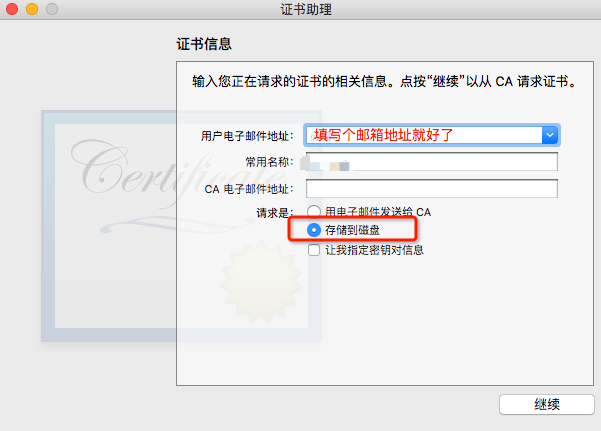 证书助理
证书信息
输入您正在请求的证书的相关信息。点按“继续”以从 CA 请求证书。
用户电子邮件地址： 填写个邮箱地址就好了
常用名称：
CA 电子邮件地址：
请求是： 用电子邮件发送给 CA
存储到磁盘
让我指定密钥对信息
Certificate
继续